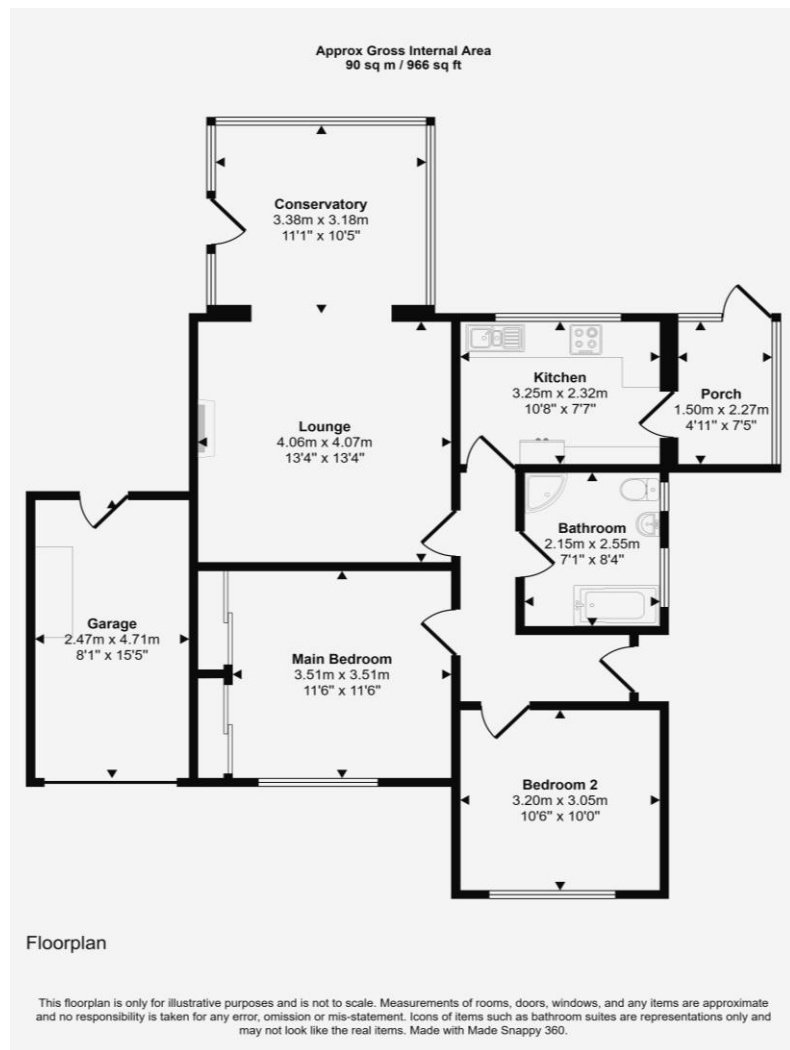 Approx Gross Internal Area
90 sq m / 966 sq ft
Conservatory
3.38m x 3.18m
11'1" x 10'5"
Kitchen
3.25m x 2.32m
10'8" x 7'7"
Porch
1.50m x 2.27m
4'11" x 7'5"
Lounge
4.06m x 4.07m
13'4" x 13'4"
Bathroom
2.15m x 2.55m
7'1" x 8'4"
Garage
2.47m x 4.71m
8'1" x 15'5"
Main Bedroom
3.51m x 3.51m
11'6" x 11'6"
Bedroom 2
3.20m x 3.05m
10'6" x 10'0"
Floorplan
This floorplan is only for illustrative purposes and is not to scale. Measurements of rooms, doors, windows, and any items are approximate
and no responsibility is taken for any error, omission or mis-statement. Icons of items such as bathroom suites are representations only and
may not look like the real items. Made with Made Snappy 360.